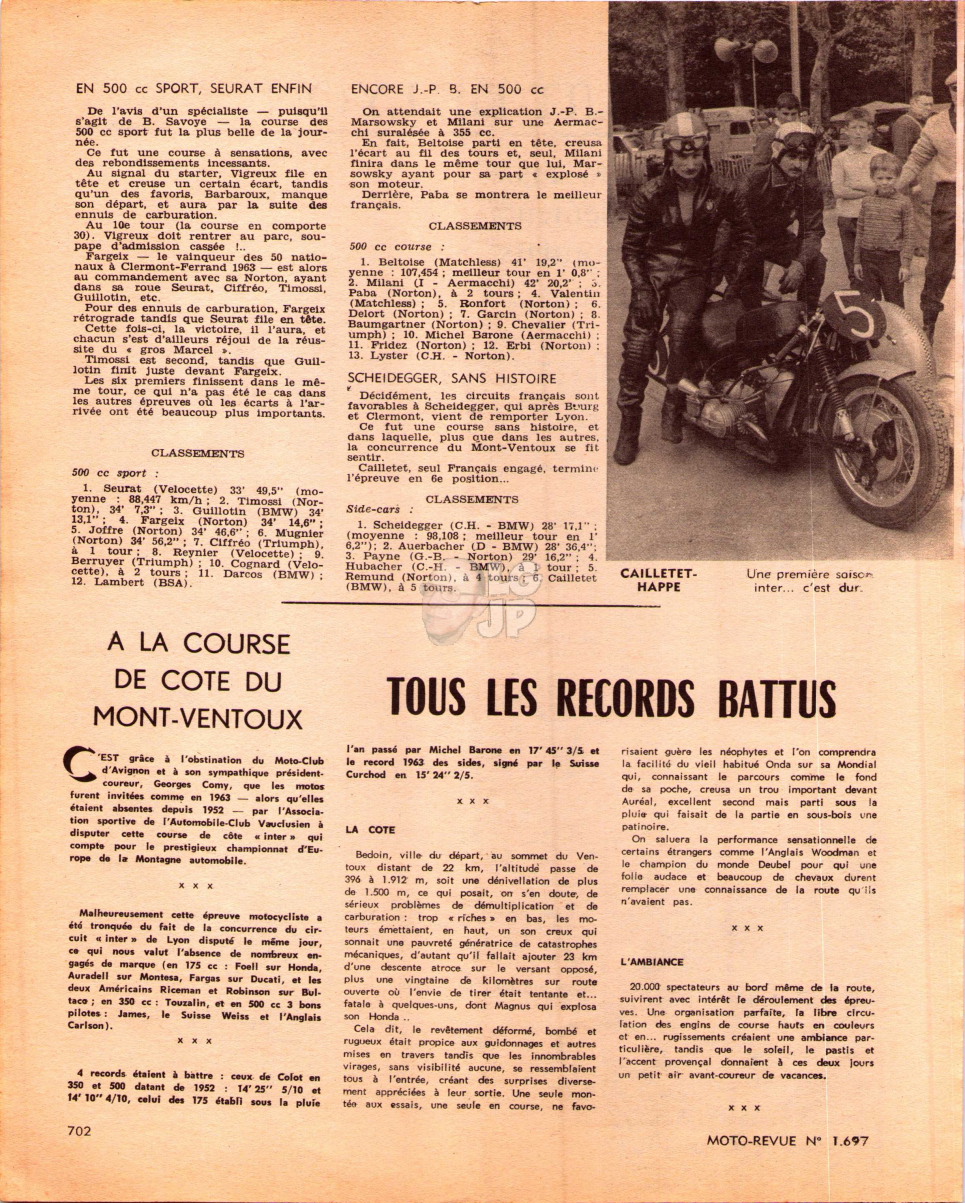 EN 500 cc SPORT, SEURAT ENFIN
De l'avis d'un spécialiste — puisqu'il
s'agit de B. Savoye — la course des
500 cc sport fut la plus belle de la jour-
née.
Ce fut une course à sensations, avec
des rebondissements incessants.
Au signal du starter, Vigreux file en
tête et creuse un certain écart, tandis
qu'un des favoris, Barbaroux, manque
son départ, et aura par la suite des
ennuis de carburation.
Au 10e tour (la course en comporte
30). Vigreux doit rentrer au parc, sou-
pape d'admission cassée !..
Fargeix — le vainqueur des 50 natio-
naux à Clermont-Ferrand 1963 — est alors
au commandement avec sa Norton, ayant
dans sa roue Seurat, Ciffréo, Timossi,
Guillotin, etc.
Pour des ennuis de carburation, Fargeix
rétrograde tandis que Seurat file en tête.
Cette fois-ci, la victoire, il l'aura, et
chacun s'est d'ailleurs réjoui de la réus-
site du « gros Marcel ».
Timossi est second, tandis que Guil-
lotin finit juste devant Fargeix.
Les six premiers finissent dans le mê-
me tour, ce qui n'a pas été le cas dans
les autres épreuves où les écarts à l'ar-
rivée ont été beaucoup plus importants.
CLASSEMENTS
500 cc sport :
1. Seurat (Velocette) 33' 49,5'' (mo-
yenne : 88,447 km/h ; 2. Timossi (Nor-
ton), 34' 7,3'' ; 3. Guillotin (BMW) 34'
13,1'' ; 4. Fargeix (Norton) 34' 14,6'' ;
5. Joffre (Norton) 34' 46,6'' ; 6. Mugnier
(Norton) 34' 56,2'' ; 7. Ciffréo (Triumph),
à 1 tour ; 8. Reynier (Velocette) ; 9.
Berruyer (Triumph) ; 10. Cognard (Velo-
cette), à 2 tours ; 11. Darcos (BMW) ;
12. Lambert (BSA).
ENCORE J.-P. B. EN 500 cc
On attendait une explication J.-P. B.-
Marsowsky et Milani sur une Aermac-
chi suralésée à 355 cc.
En fait, Beltoise parti en tête, creusa
l'écart au fil des tours et, seul, Milani
finira dans le même tour que lui, Mar-
sowsky ayant pour sa part « explosé »
son moteur.
Derrière, Paba se montrera le meilleur
français.
CLASSEMENTS
500 cc course :
1. Beltoise (Matchless) 41' 19,2'' (mo-
yenne : 107,454 ; meilleur tour en 1' 0,8'' ;
2. Milani (I - Aermacchi) 42' 20,2' ; 3.
Paba (Norton), à 2 tours ; 4. Valentin
(Matchless) ; 5. Ronfort (Norton) ; 6.
Delort (Norton) ; 7. Garcin (Norton) ; 8.
Baumgartner (Norton) ; 9. Chevalier (Tri-
umph) ; 10. Michel Barone (Aermacchi) ;
11. Fridez (Norton) ; 12. Erbi (Norton) ;
13. Lyster (C.H. - Norton).
SCHEIDEGGER, SANS HISTOIRE
Décidément, les circuits français sont
favorables à Scheidegger, qui après Bourg
et Clermont, vient de remporter Lyon.
Ce fut une course sans histoire, et
dans laquelle, plus que dans les autres,
la concurrence du Mont-Ventoux se fit
sentir.
Cailletet, seul Français engagé, termine
l'épreuve en 6e position...
CLASSEMENTS
Side-cars :
1. Scheidegger (C.H. - BMW) 28' 17,1'' ;
(moyenne : 98,108 ; meilleur tour en 1'
6,2'') ; 2. Auerbacher (D - BMW) 28' 36,4'' ;
3. Payne (G.-B. - Norton) 29' 16,2'' ; 4.
Hubacher (C.-H. - BMW), à 1 tour ; 5.
Remund (Norton), à 4 tours ; 6. Cailletet
(BMW), à 5 tours.
5
CAILLETET-
HAPPE
Une première saison
inter... c'est dur.
LG
JP
A LA COURSE
DE COTE DU
MONT-VENTOUX
TOUS LES RECORDS BATTUS
C'EST grâce à l'obstination du Moto-Club
d'Avignon et à son sympathique président-
coureur, Georges Comy, que les motos
furent invitées comme en 1963 — alors qu'elles
étaient absentes depuis 1952 — par l'Associa-
tion sportive de l'Automobile-Club Vauclusien à
disputer cette course de côte « inter » qui
compte pour le prestigieux championnat d'Eu-
rope de la Montagne automobile.
x x x
Malheureusement cette épreuve motocycliste a
été tronquée du fait de la concurrence du cir-
cuit « inter » de Lyon disputé le même jour,
ce qui nous valut l'absence de nombreux en-
gagés de marque (en 175 cc : Foell sur Honda,
Auradell sur Montesa, Fargas sur Ducati, et les
deux Américains Riceman et Robinson sur Bul-
taco ; en 350 cc : Touzalin, et en 500 cc 3 bons
pilotes : James, le Suisse Weiss et l'Anglais
Carlson).
x x x
4 records étaient à battre : ceux de Colot en
350 et 500 datant de 1952 : 14' 25'' 5/10 et
14' 10'' 4/10, celui des 175 établi sous la pluie
l'an passé par Michel Barone en 17' 45'' 3/5 et
le record 1963 des sides, signé par le Suisse
Curchod en 15' 24'' 2/5.
x x x
LA COTE
Bedoin, ville du départ, au sommet du Ven-
toux distant de 22 km, l'altitude passe de
396 à 1.912 m, soit une dénivellation de plus
de 1.500 m, ce qui posait, on s'en doute, de
sérieux problèmes de démultiplication et de
carburation : trop « riches » en bas, les mo-
teurs émettaient, en haut, un son creux qui
sonnait une pauvreté génératrice de catastrophes
mécaniques, d'autant qu'il fallait ajouter 23 km
d'une descente atroce sur le versant opposé,
plus une vingtaine de kilomètres sur route
ouverte où l'envie de tirer était tentante et...
fatale à quelques-uns, dont Magnus qui explosa
son Honda ..
Cela dit, le revêtement déformé, bombé et
rugueux était propice aux guidonnages et autres
mises en travers tandis que les innombrables
virages, sans visibilité aucune, se ressemblaient
tous à l'entrée, créant des surprises diverse-
ment appréciées à leur sortie. Une seule mon-
tée aux essais, une seule en course, ne favo-
risaient guère les néophytes et l'on comprendra
la facilité du vieil habitué Onda sur sa Mondial
qui, connaissant le parcours comme le fond
de sa poche, creusa un trou important devant
Auréal, excellent second mais parti sous la
pluie qui faisait de la partie en sous-bois une
patinoire.
On saluera la performance sensationnelle de
certains étrangers comme l'Anglais Woodman et
le champion du monde Deubel pour qui une
folle audace et beaucoup de chevaux durent
remplacer une connaissance de la route qu'ils
n'avaient pas.
x x x
L'AMBIANCE
20.000 spectateurs au bord même de la route,
suivirent avec intérêt le déroulement des épreu-
ves. Une organisation parfaite, la libre circu-
lation des engins de course hauts en couleurs
et en... rugissements créaient une ambiance par-
ticulière, tandis que le soleil, le pastis et
l'accent provençal donnaient à ces deux jours
un petit air avant-coureur de vacances.
x x x
702
MOTO-REVUE N° 1.697